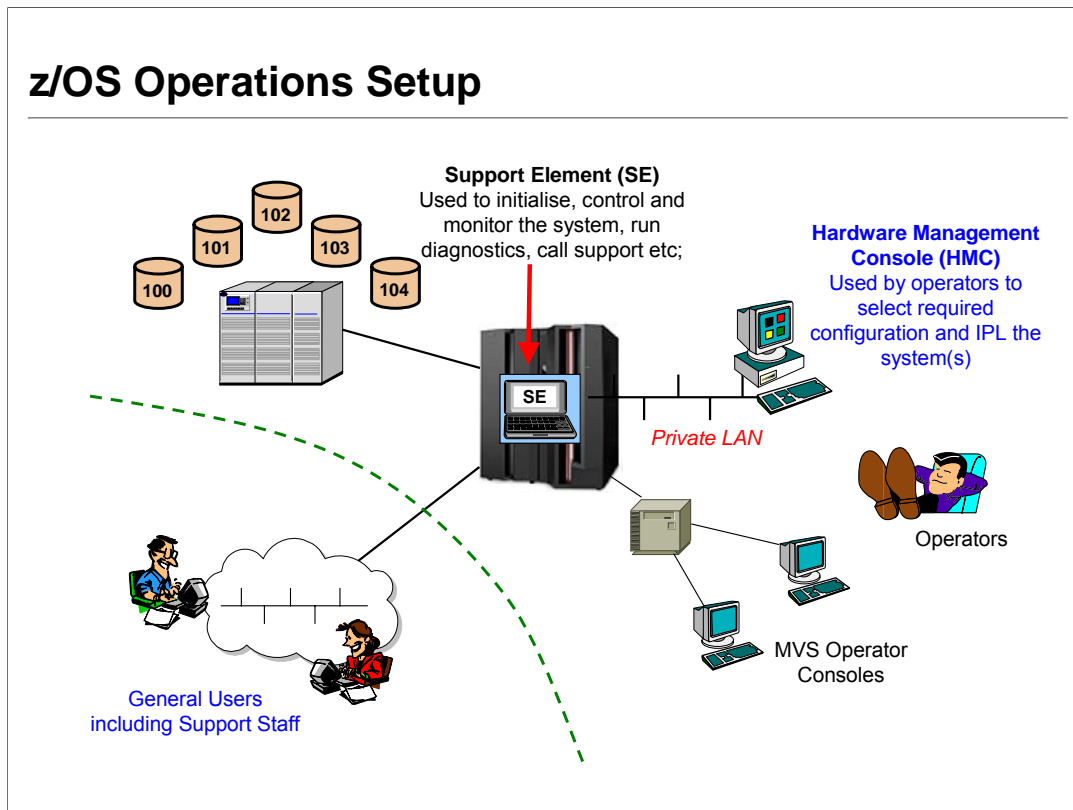 z/OS Operations Setup
Support Element (SE)
Used to initialise, control and
monitor the system, run
diagnostics, call support etc;
102
101
103
100
104
Hardware Management
Console (HMC)
Used by operators to
select required
configuration and IPL the
system(s)
SE
Private LAN
Operators
MVS Operator
Consoles
General Users
including Support Staff